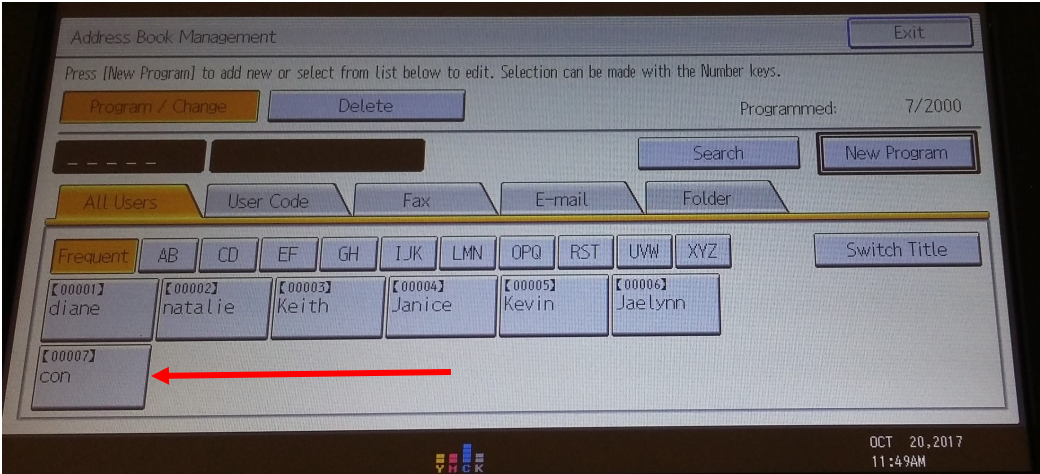 Address Book Management
Exit
Press [New Program] to add new or select from list below to edit. Selection can be made with the Number keys.
Program / Change
Delete
Programmed: 7/2000
_ _ _ _ _
Search
New Program
All Users
User Code
Fax
E-mail
Folder
Frequent
AB
CD
EF
GH
IJK
LMN
OPQ
RST
UVW
XYZ
Switch Title
【00001】
diane
【00002】
natalie
【00003】
Keith
【00004】
Janice
【00005】
Kevin
【00006】
Jaelynn
【00007】
con
Y M C K
OCT 20,2017
11:49AM